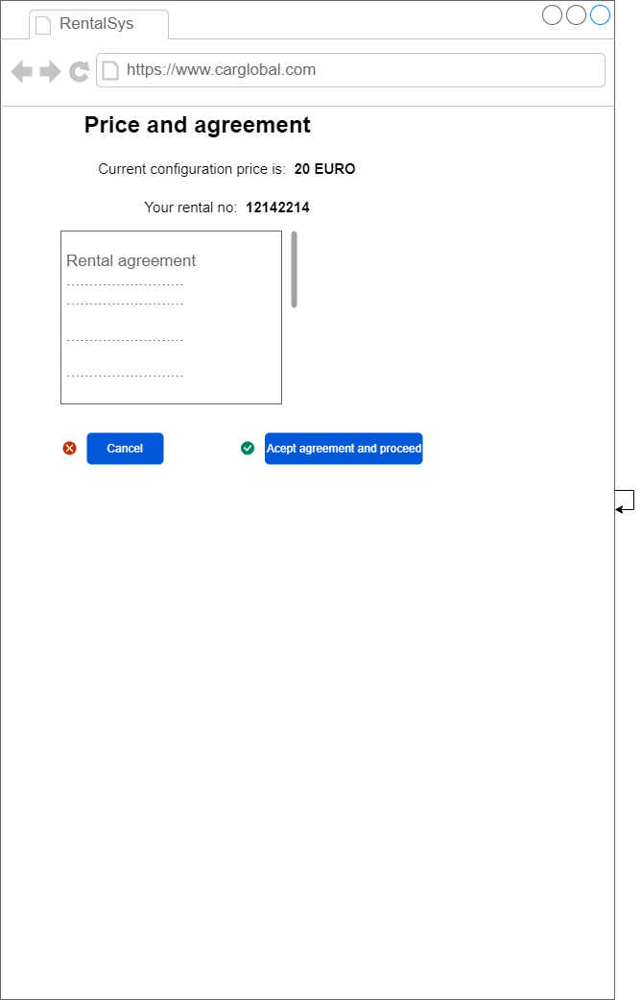 RentalSys
https://www.carglobal.com
Price and agreement
Current configuration price is: 20 EURO
Your rental no: 12142214
Rental agreement
Cancel
Acept agreement and proceed